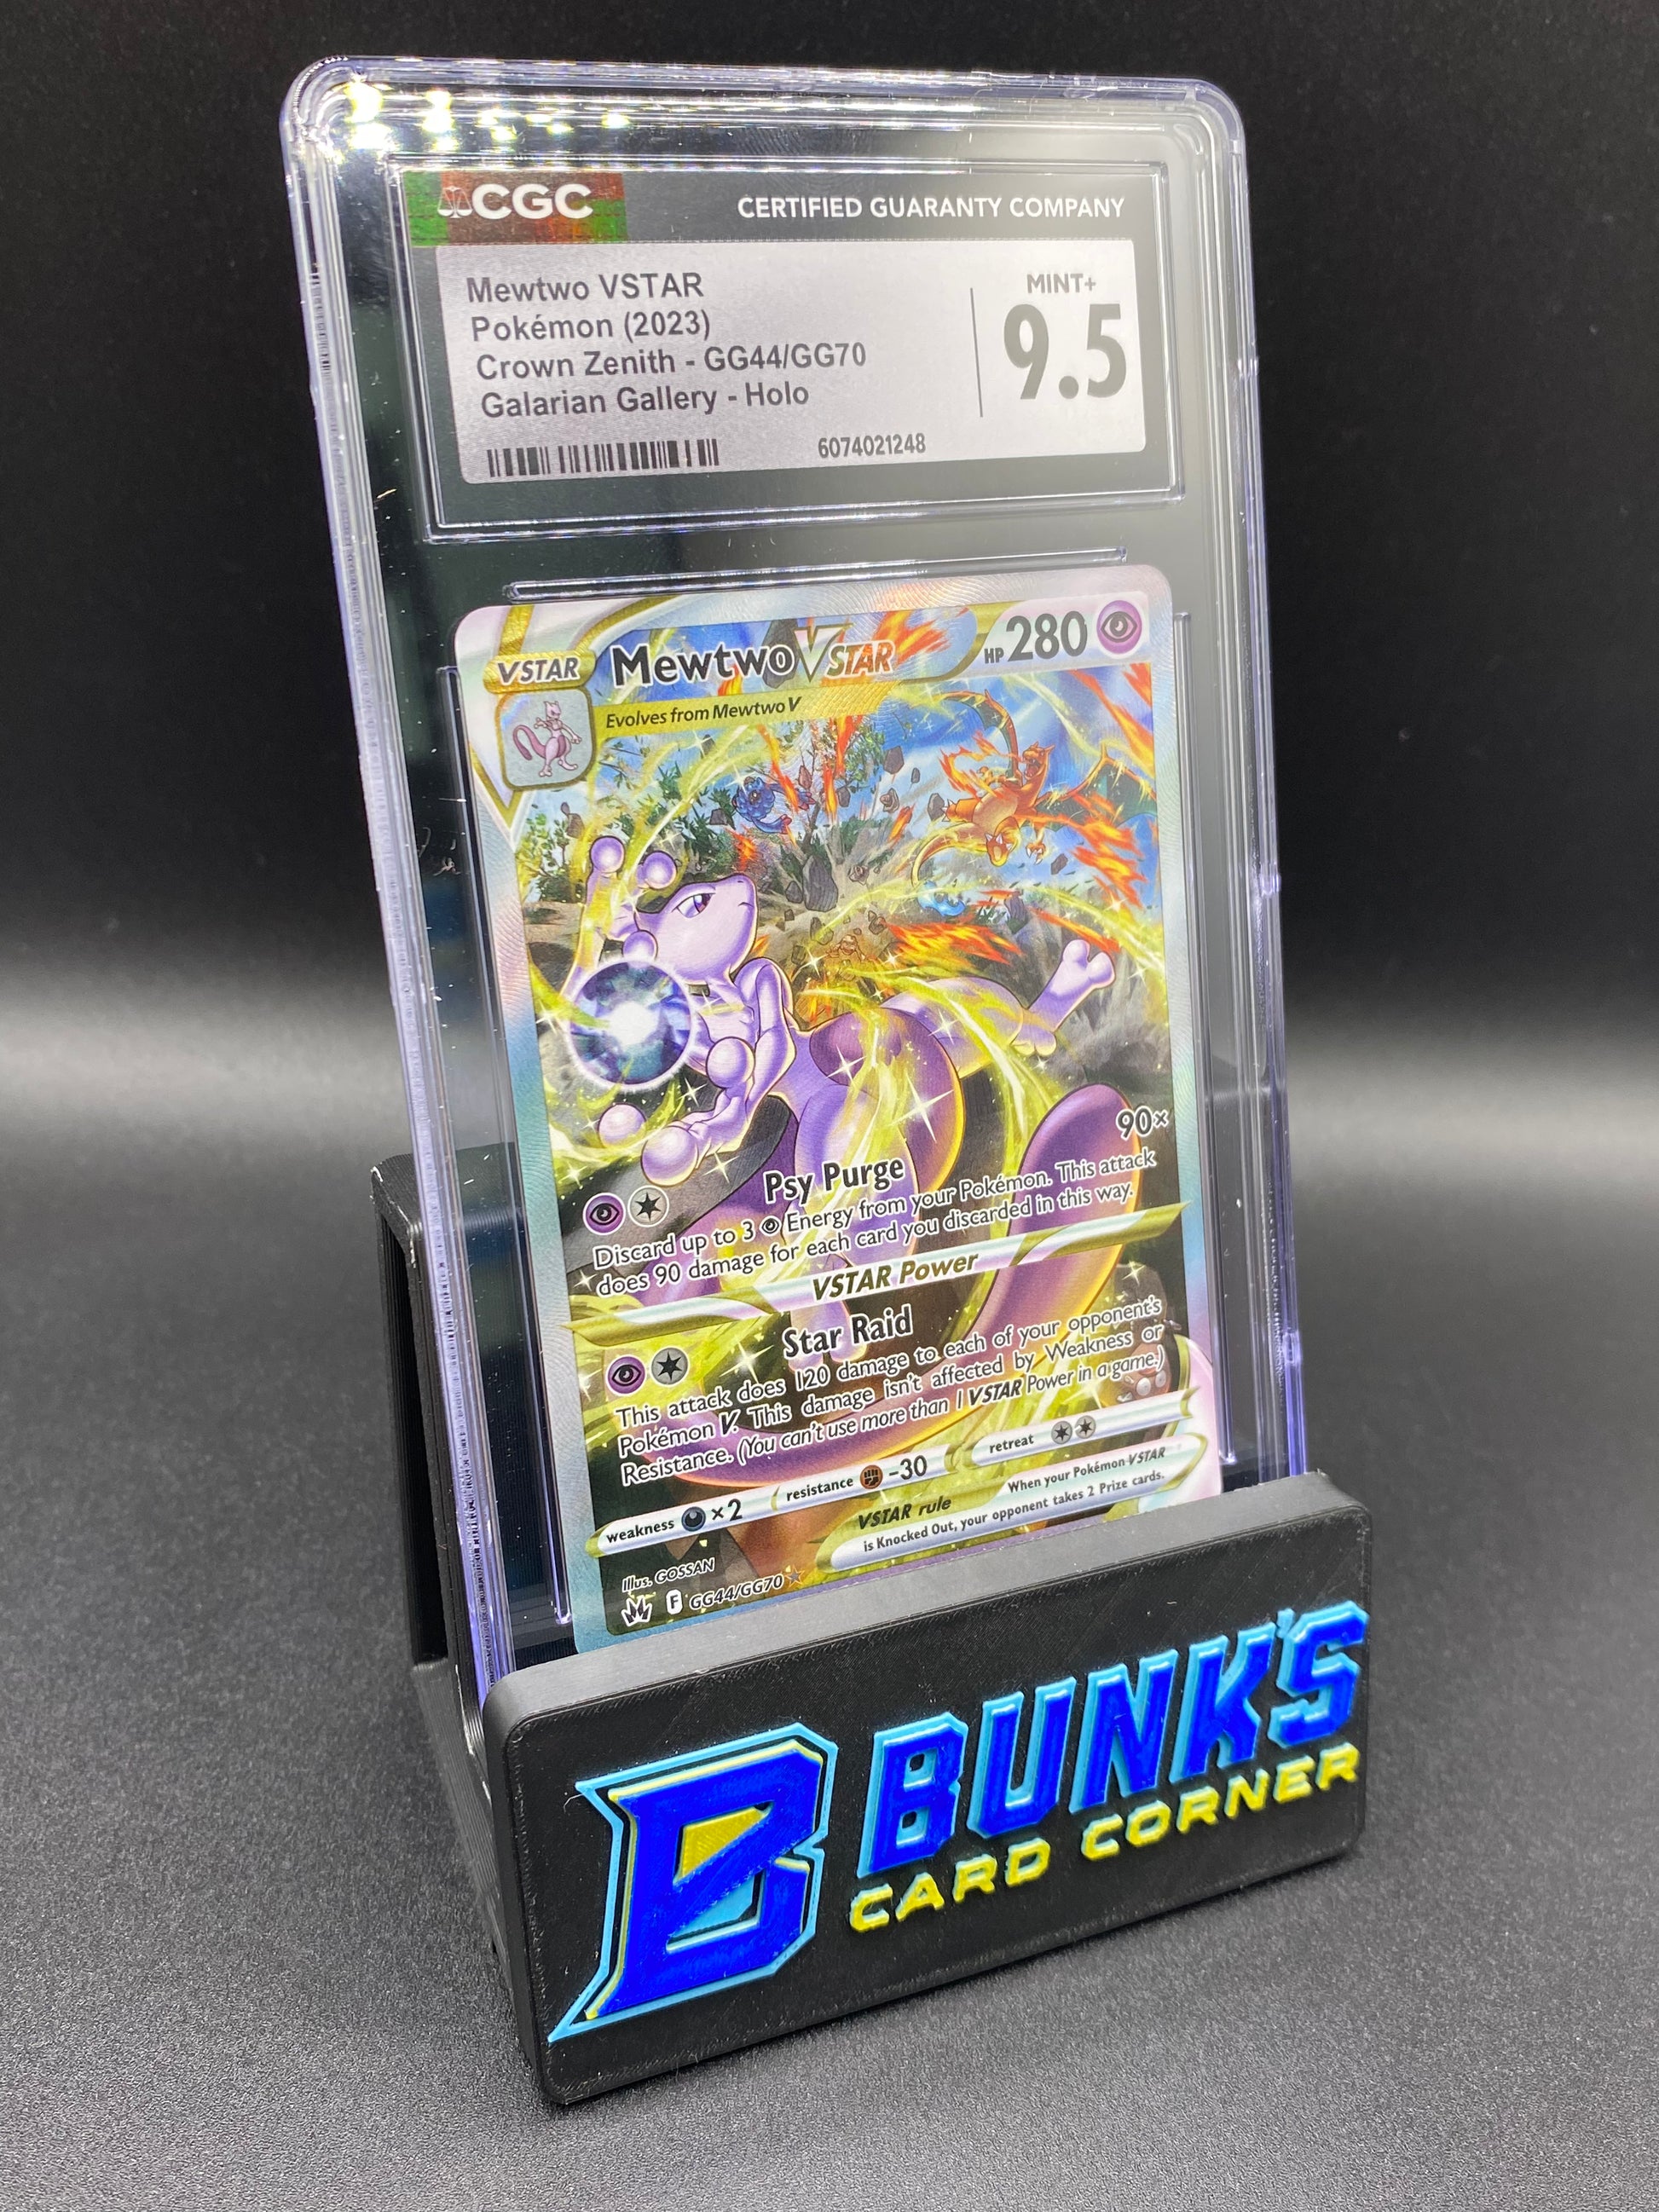 CGC
CERTIFIED GUARANTY COMPANY
Mewtwo VSTAR
Pokémon (2023)
Crown Zenith - GG44/GG70
Galarian Gallery - Holo
MINT+
9.5
6074021248
VSTAR
Mewtwo VSTAR
HP 280
Evolves from Mewtwo V
90×
Psy Purge
Discard up to 3 Energy from your Pokémon. This attack
does 90 damage for each card you discarded in this way.
VSTAR Power
Star Raid
This attack does 120 damage to each of your opponent's
Pokémon V. This damage isn't affected by Weakness or
Resistance. (You can't use more than 1 VSTAR Power in a game.)
weakness ×2 resistance -30 retreat
VSTAR rule When your Pokémon VSTAR
is Knocked Out, your opponent takes 2 Prize cards.
Illus. GOSSAN
F GG44/GG70
B
BUNK'S
CARD CORNER